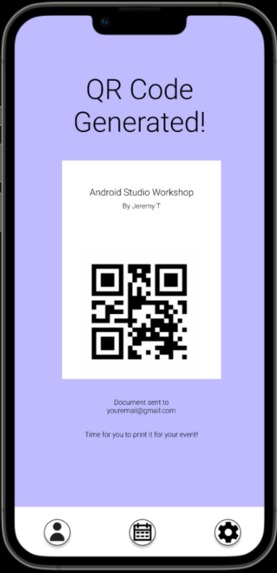 QR Code
Generated!
Android Studio Workshop
By Jeremy T
Document sent to
youremail@gmail.com
Time for you to print it for your event!